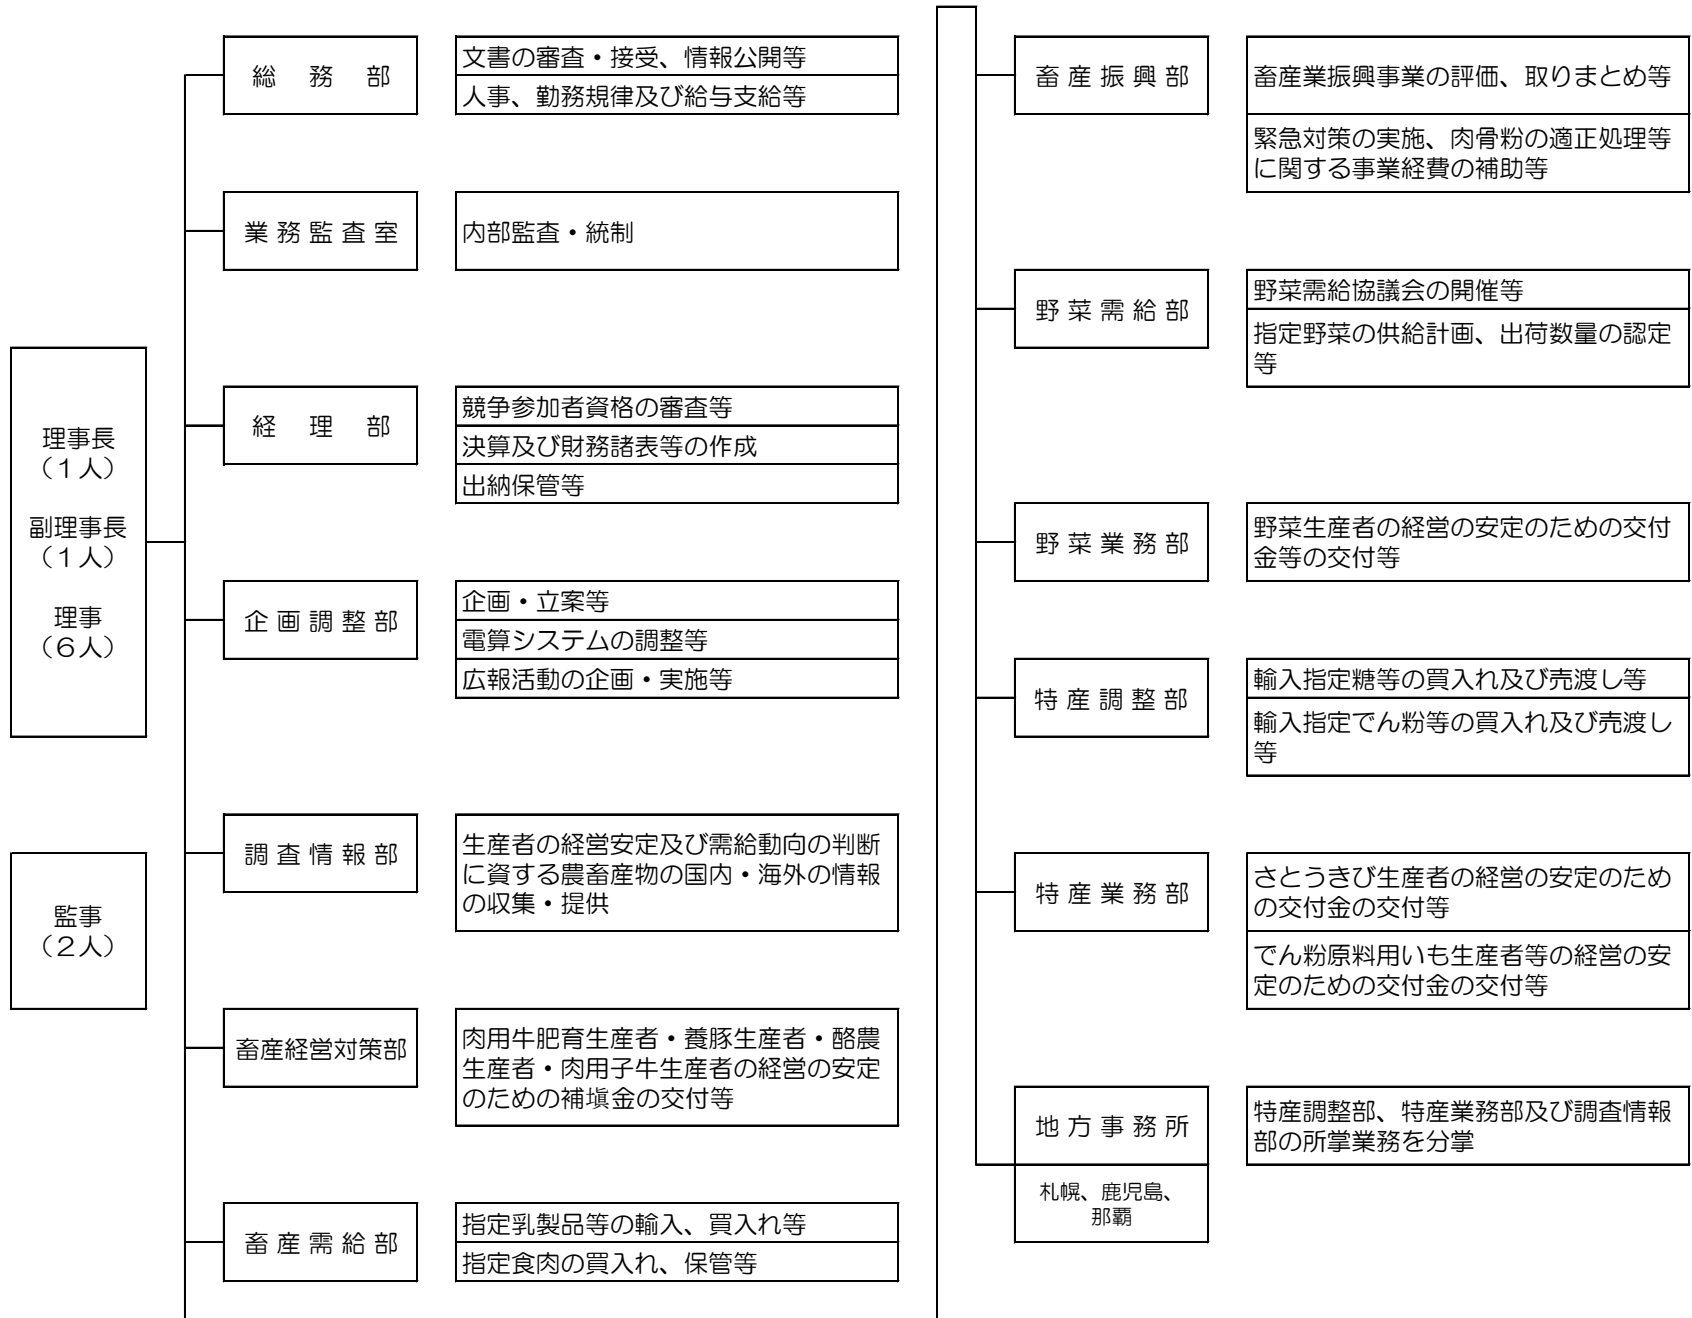 理事長
（１人）
副理事長
（１人）
理事
（６人）
監事
（２人）
総務部
文書の審査・接受、情報公開等
人事、勤務規律及び給与支給等
業務監査室
内部監査・統制
経理部
競争参加者資格の審査等
決算及び財務諸表等の作成
出納保管等
企画調整部
企画・立案等
電算システムの調整等
広報活動の企画・実施等
調査情報部
生産者の経営安定及び需給動向の判断
に資する農畜産物の国内・海外の情報
の収集・提供
畜産経営対策部
肉用牛肥育生産者・養豚生産者・酪農
生産者・肉用子牛生産者の経営の安定
のための補塡金の交付等
畜産需給部
指定乳製品等の輸入、買入れ等
指定食肉の買入れ、保管等
畜産振興部
畜産業振興事業の評価、取りまとめ等
緊急対策の実施、肉骨粉の適正処理等
に関する事業経費の補助等
野菜需給部
野菜需給協議会の開催等
指定野菜の供給計画、出荷数量の認定
等
野菜業務部
野菜生産者の経営の安定のための交付
金等の交付等
特産調整部
輸入指定糖等の買入れ及び売渡し等
輸入指定でん粉等の買入れ及び売渡し
等
特産業務部
さとうきび生産者の経営の安定のため
の交付金の交付等
でん粉原料用いも生産者等の経営の安
定のための交付金の交付等
地方事務所
特産調整部、特産業務部及び調査情報
部の所掌業務を分掌
札幌、鹿児島、
那覇